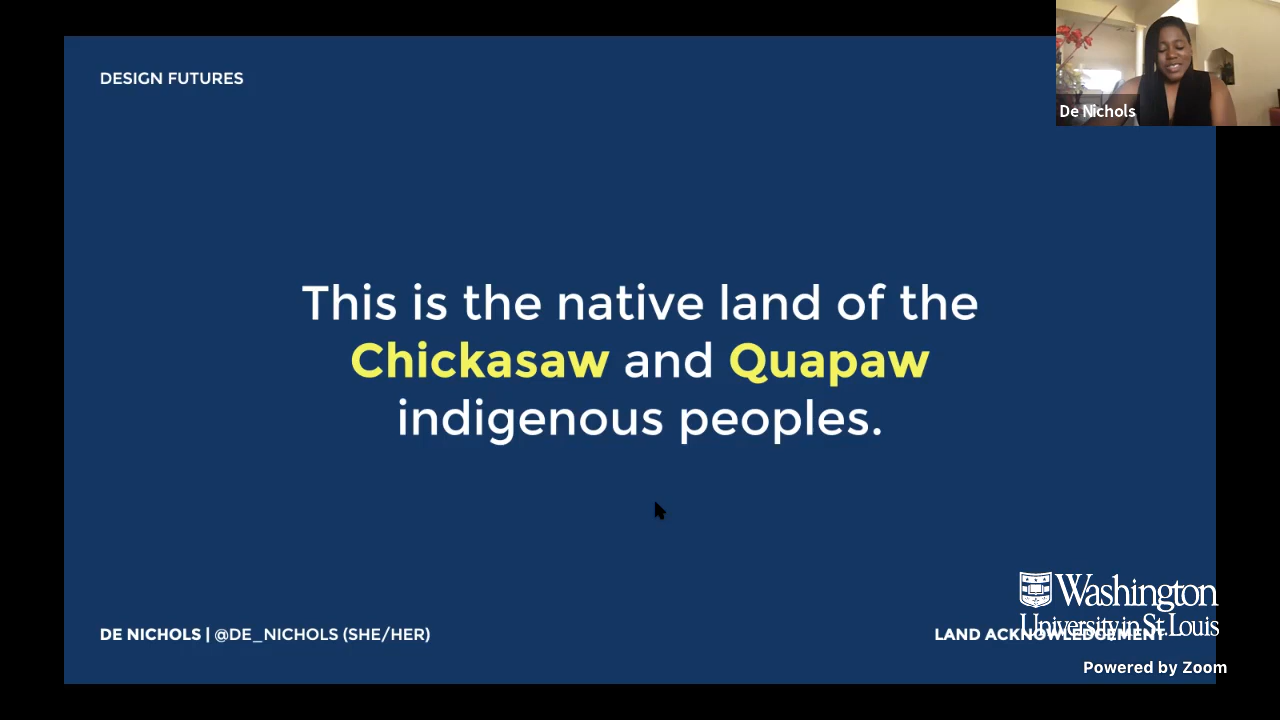 DESIGN FUTURES
De Nichols
This is the native land of the
Chickasaw and Quapaw
indigenous peoples.
Washington
University in St. Louis
DE NICHOLS | @DE_NICHOLS (SHE/HER)
LAND ACKNOWLEDGEMENT
Powered by Zoom